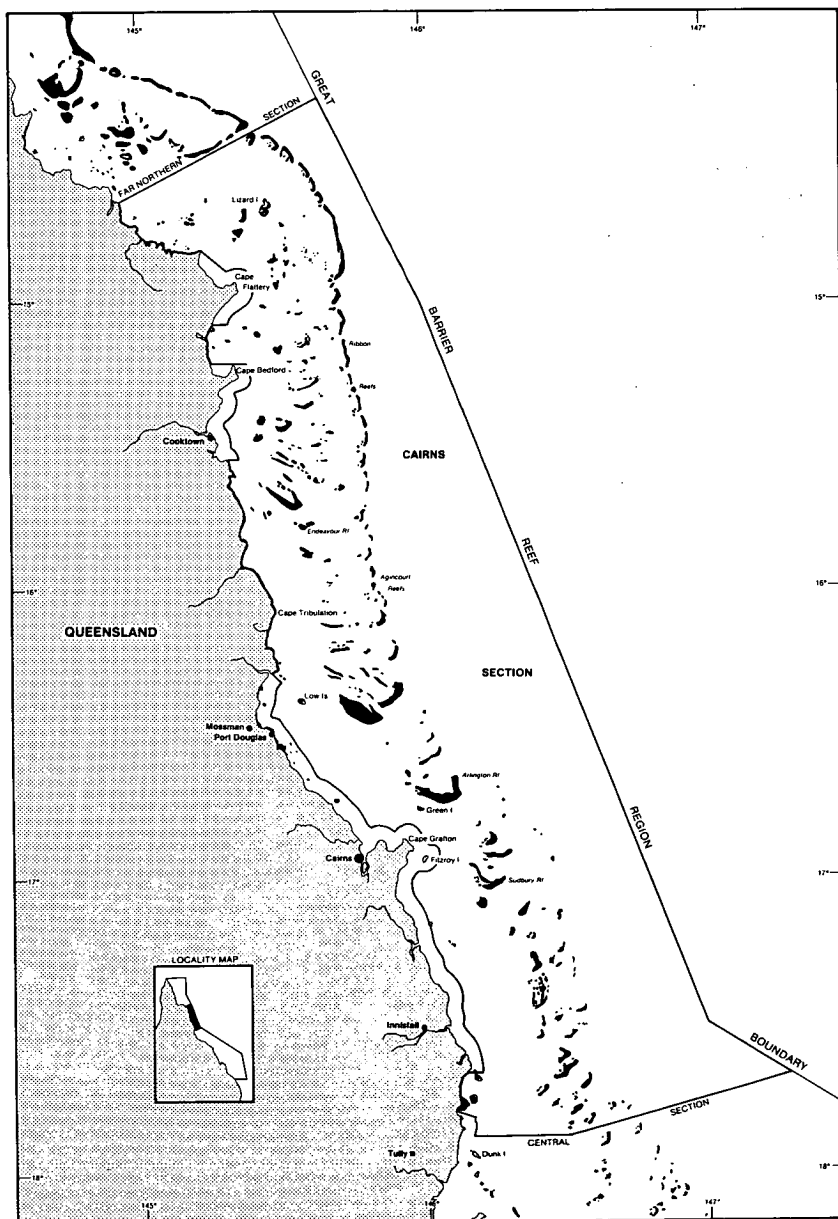 145°
146°
147°
GREAT
FAR NORTHERN SECTION
Lizard I
Cape
Flattery
15°
15°
BARRIER
Ribbon
Reefs
Cape Bedford
CAIRNS
Cooktown
Endeavour Rf
REEF
Agincourt
Reefs
16°
16°
Cape Tribulation
QUEENSLAND
SECTION
Low Is
Mossman
Port Douglas
Arlington Rf
Green I
REGION
Cape Grafton
Cairns
Fitzroy I
17°
17°
Sudbury Rf
LOCALITY MAP
Innisfail
BOUNDARY
CENTRAL SECTION
Tully
Dunk I
18°
18°
145°
147°